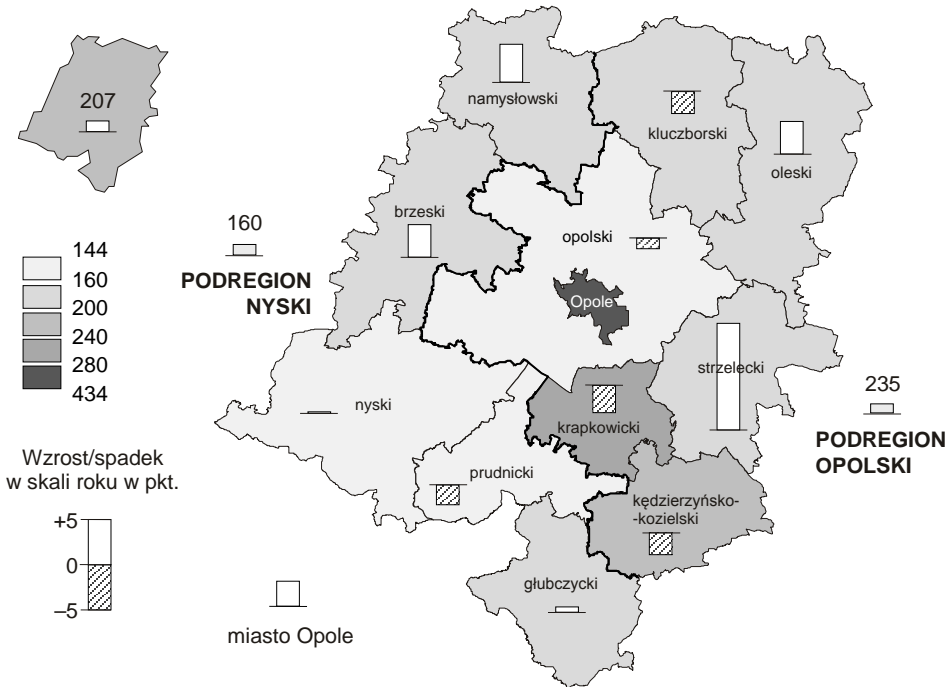 207
namysłowski
kluczborski
oleski
brzeski
160
PODREGION
NYSKI
opolski
Opole
144
160
200
240
280
434
strzelecki
235
PODREGION
OPOLSKI
nyski
krapkowicki
prudnicki
kędzierzyńsko-
-kozielski
Wzrost/spadek
w skali roku w pkt.
+5
0
–5
głubczycki
miasto Opole